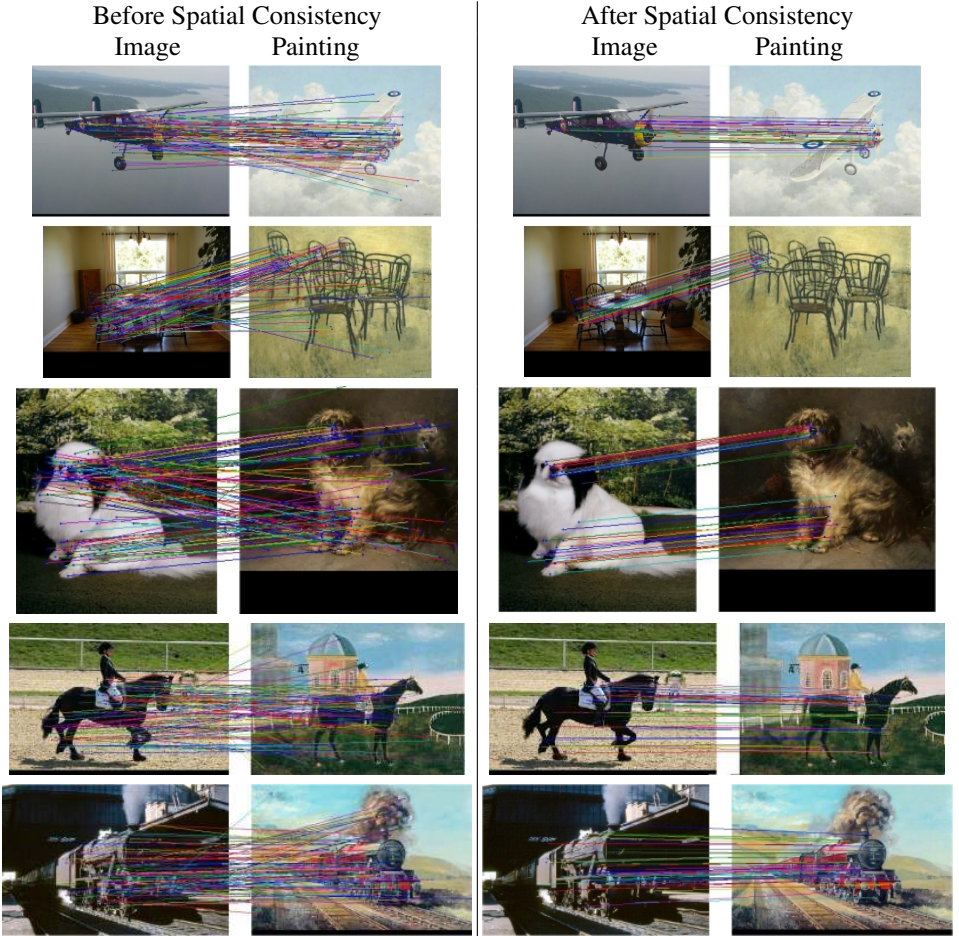 Before Spatial Consistency
Image Painting
After Spatial Consistency
Image Painting